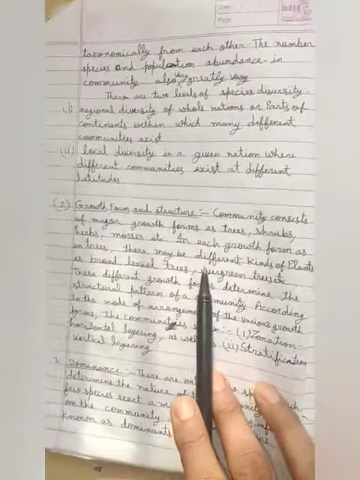 Date
Page
taxonomically from each other The number
species and population abundance in
community also very greatly vary
There are two levels of species diversity-
i) regional diversity of whole nations or Parts of
continents within which many different
communities exist
(ii) local diversity in a given nation where
different communities exist at different
latitudes
(2) Growth Form and structure:- Community consists
of major growth forms as trees, shrubs,
herbs, mosses etc In each growth form as
in trees, there may be different kinds of Plants
as broad leaved trees, evergreen trees etc
These different growth determine the
structural pattern of a community According
to the mode of arrangement of the various growth
forms, the (i) Zonation-
horizontal layering, as (ii) Stratification
vertical layering
3. Dominance:- There are
determine the nature of
few species exert a
on the community
known as dominants